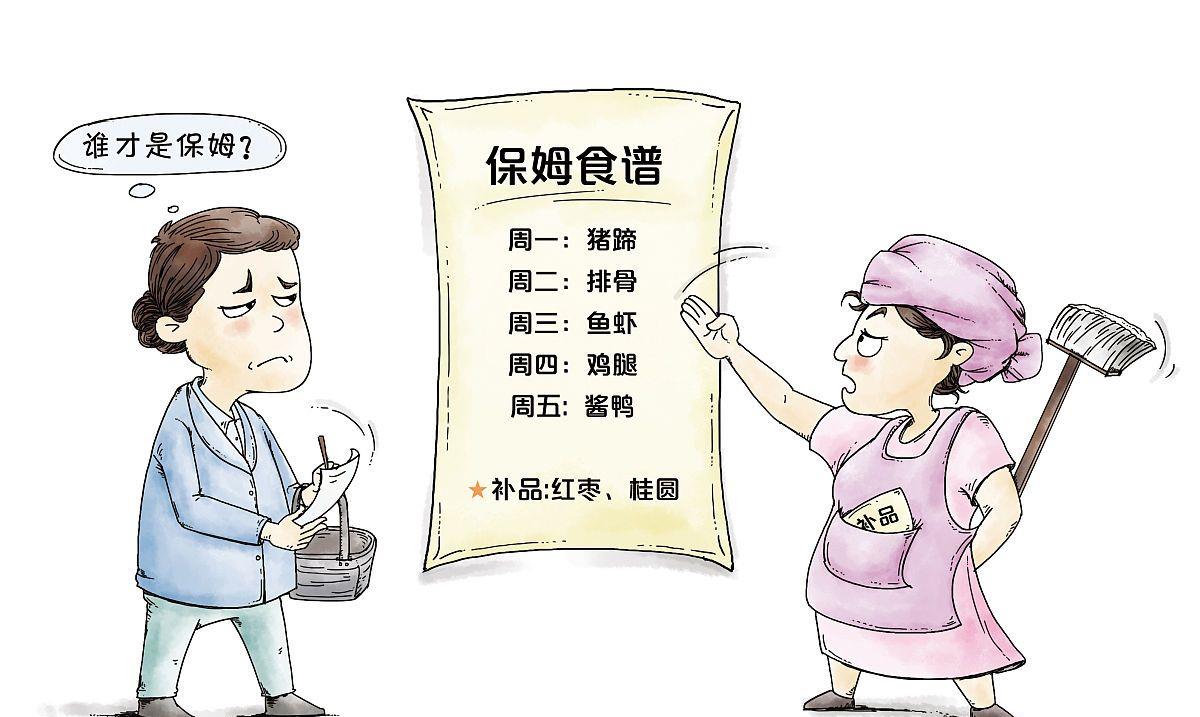 谁才是保姆?
保姆食谱
周一：猪蹄
周二：排骨
周三：鱼虾
周四：鸡腿
周五：酱鸭
★补品:红枣、桂圆
补品